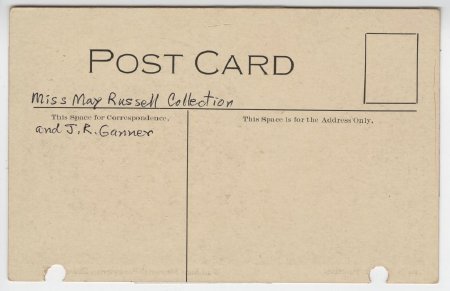 POST CARD
Miss May Russell Collection
This Space for Correspondence.
This Space is for the Address Only.
and J.R. Ganner